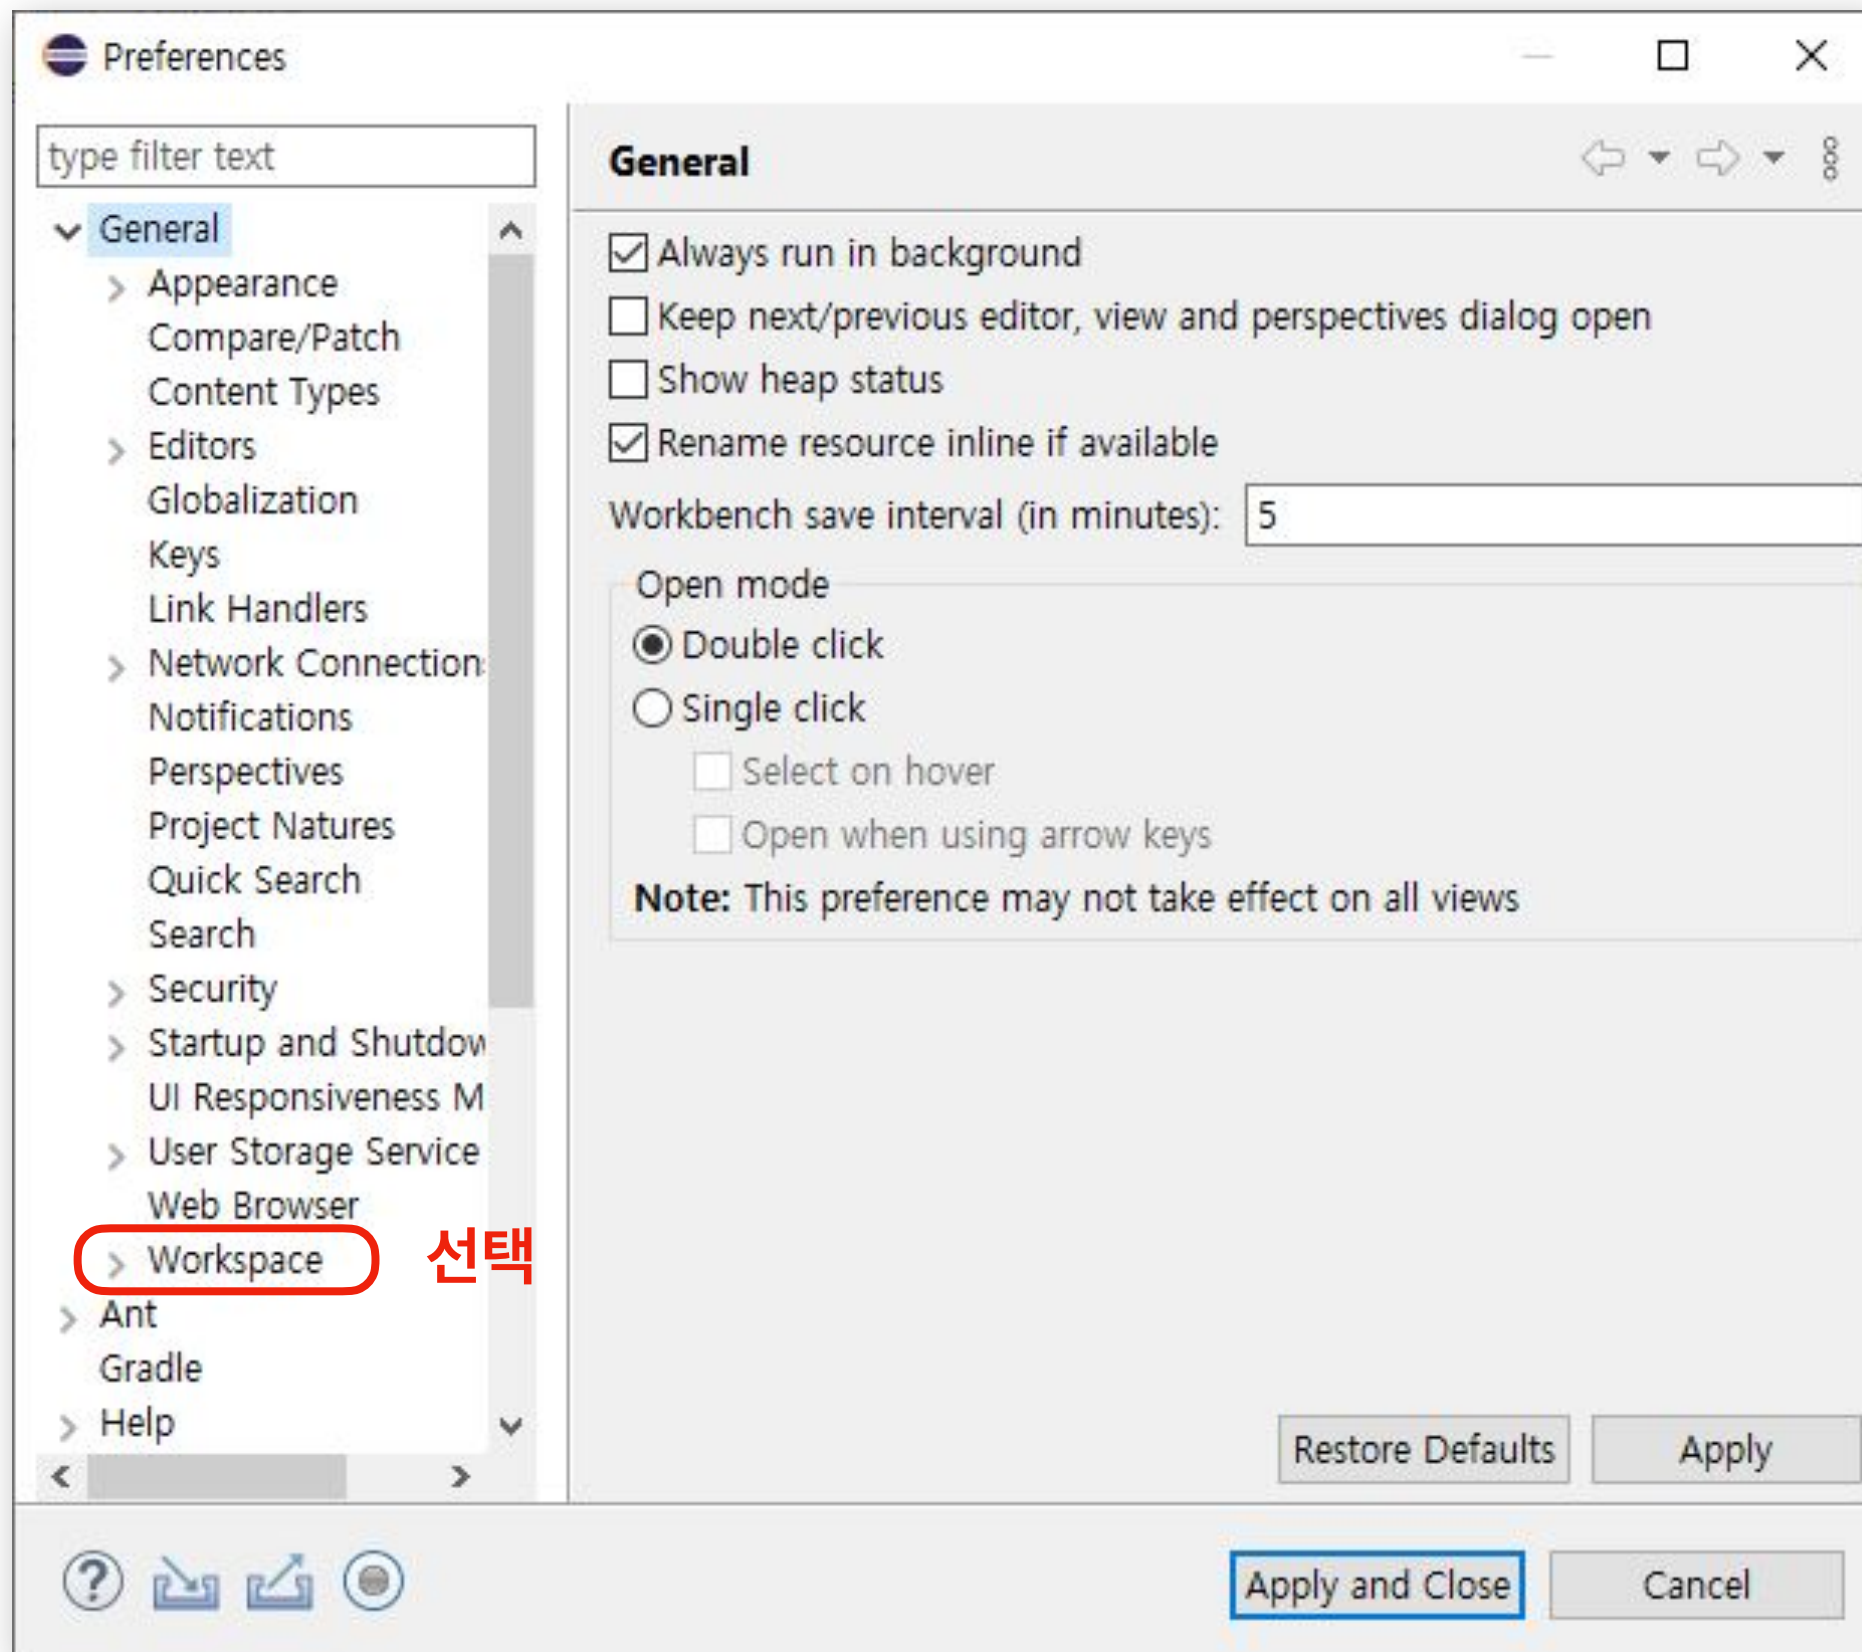 Preferences
type filter text
General
Appearance
Compare/Patch
Content Types
Editors
Globalization
Keys
Link Handlers
Network Connection
Notifications
Perspectives
Project Natures
Quick Search
Search
Security
Startup and Shutdow
UI Responsiveness M
User Storage Service
Web Browser
Workspace 선택
Ant
Gradle
Help
General
Always run in background
Keep next/previous editor, view and perspectives dialog open
Show heap status
Rename resource inline if available
Workbench save interval (in minutes): 5
Open mode
Double click
Single click
Select on hover
Open when using arrow keys
Note: This preference may not take effect on all views
Restore Defaults Apply
Apply and Close Cancel